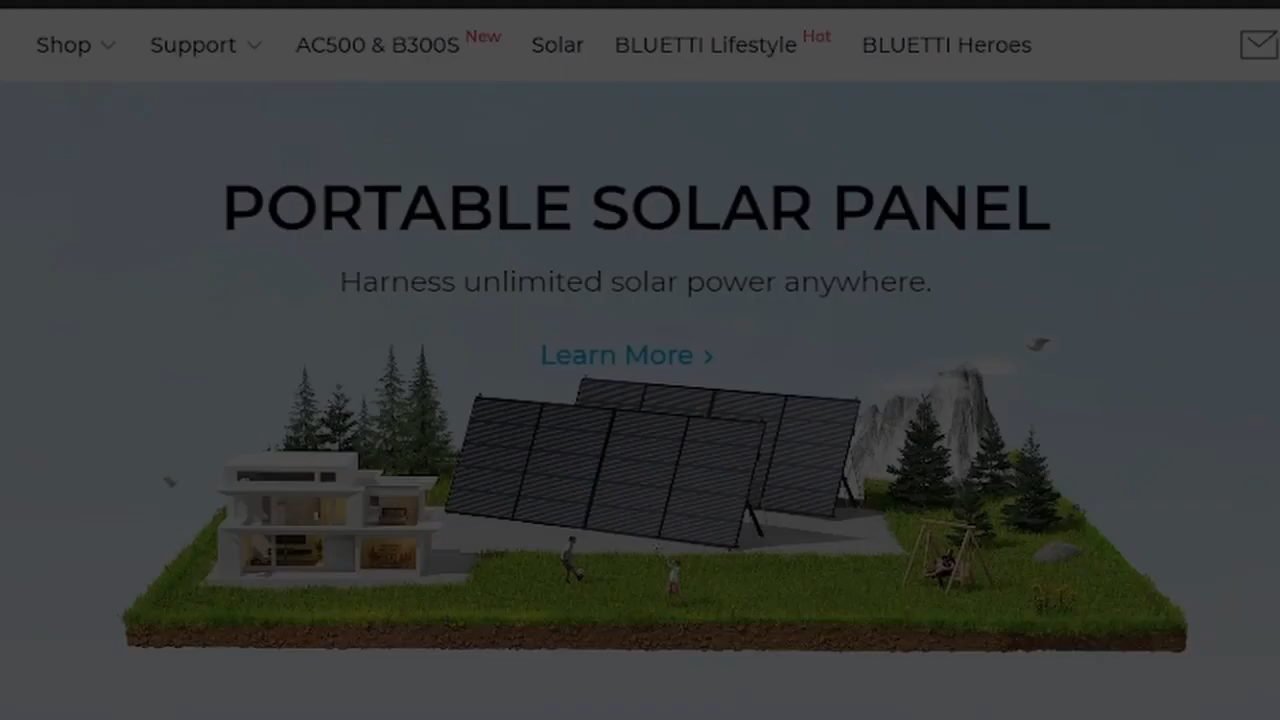 Shop Support AC500 & B300S New Solar BLUETTI Lifestyle Hot BLUETTI Heroes
PORTABLE SOLAR PANEL
Harness unlimited solar power anywhere.
Learn More >